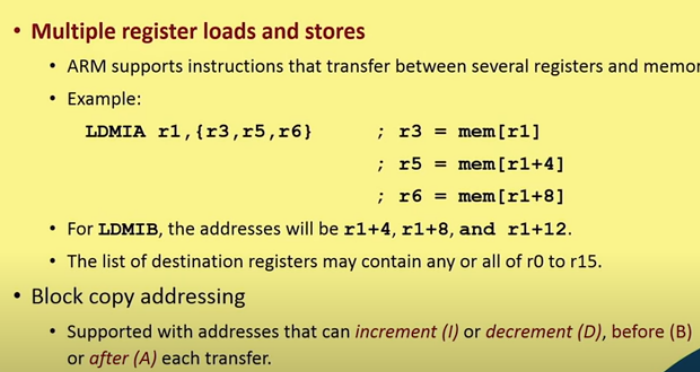 • Multiple register loads and stores
• ARM supports instructions that transfer between several registers and memor
• Example:
LDMIA r1,{r3,r5,r6} ; r3 = mem[r1]
; r5 = mem[r1+4]
; r6 = mem[r1+8]
• For LDMIB, the addresses will be r1+4, r1+8, and r1+12.
• The list of destination registers may contain any or all of r0 to r15.
• Block copy addressing
• Supported with addresses that can increment (I) or decrement (D), before (B)
or after (A) each transfer.